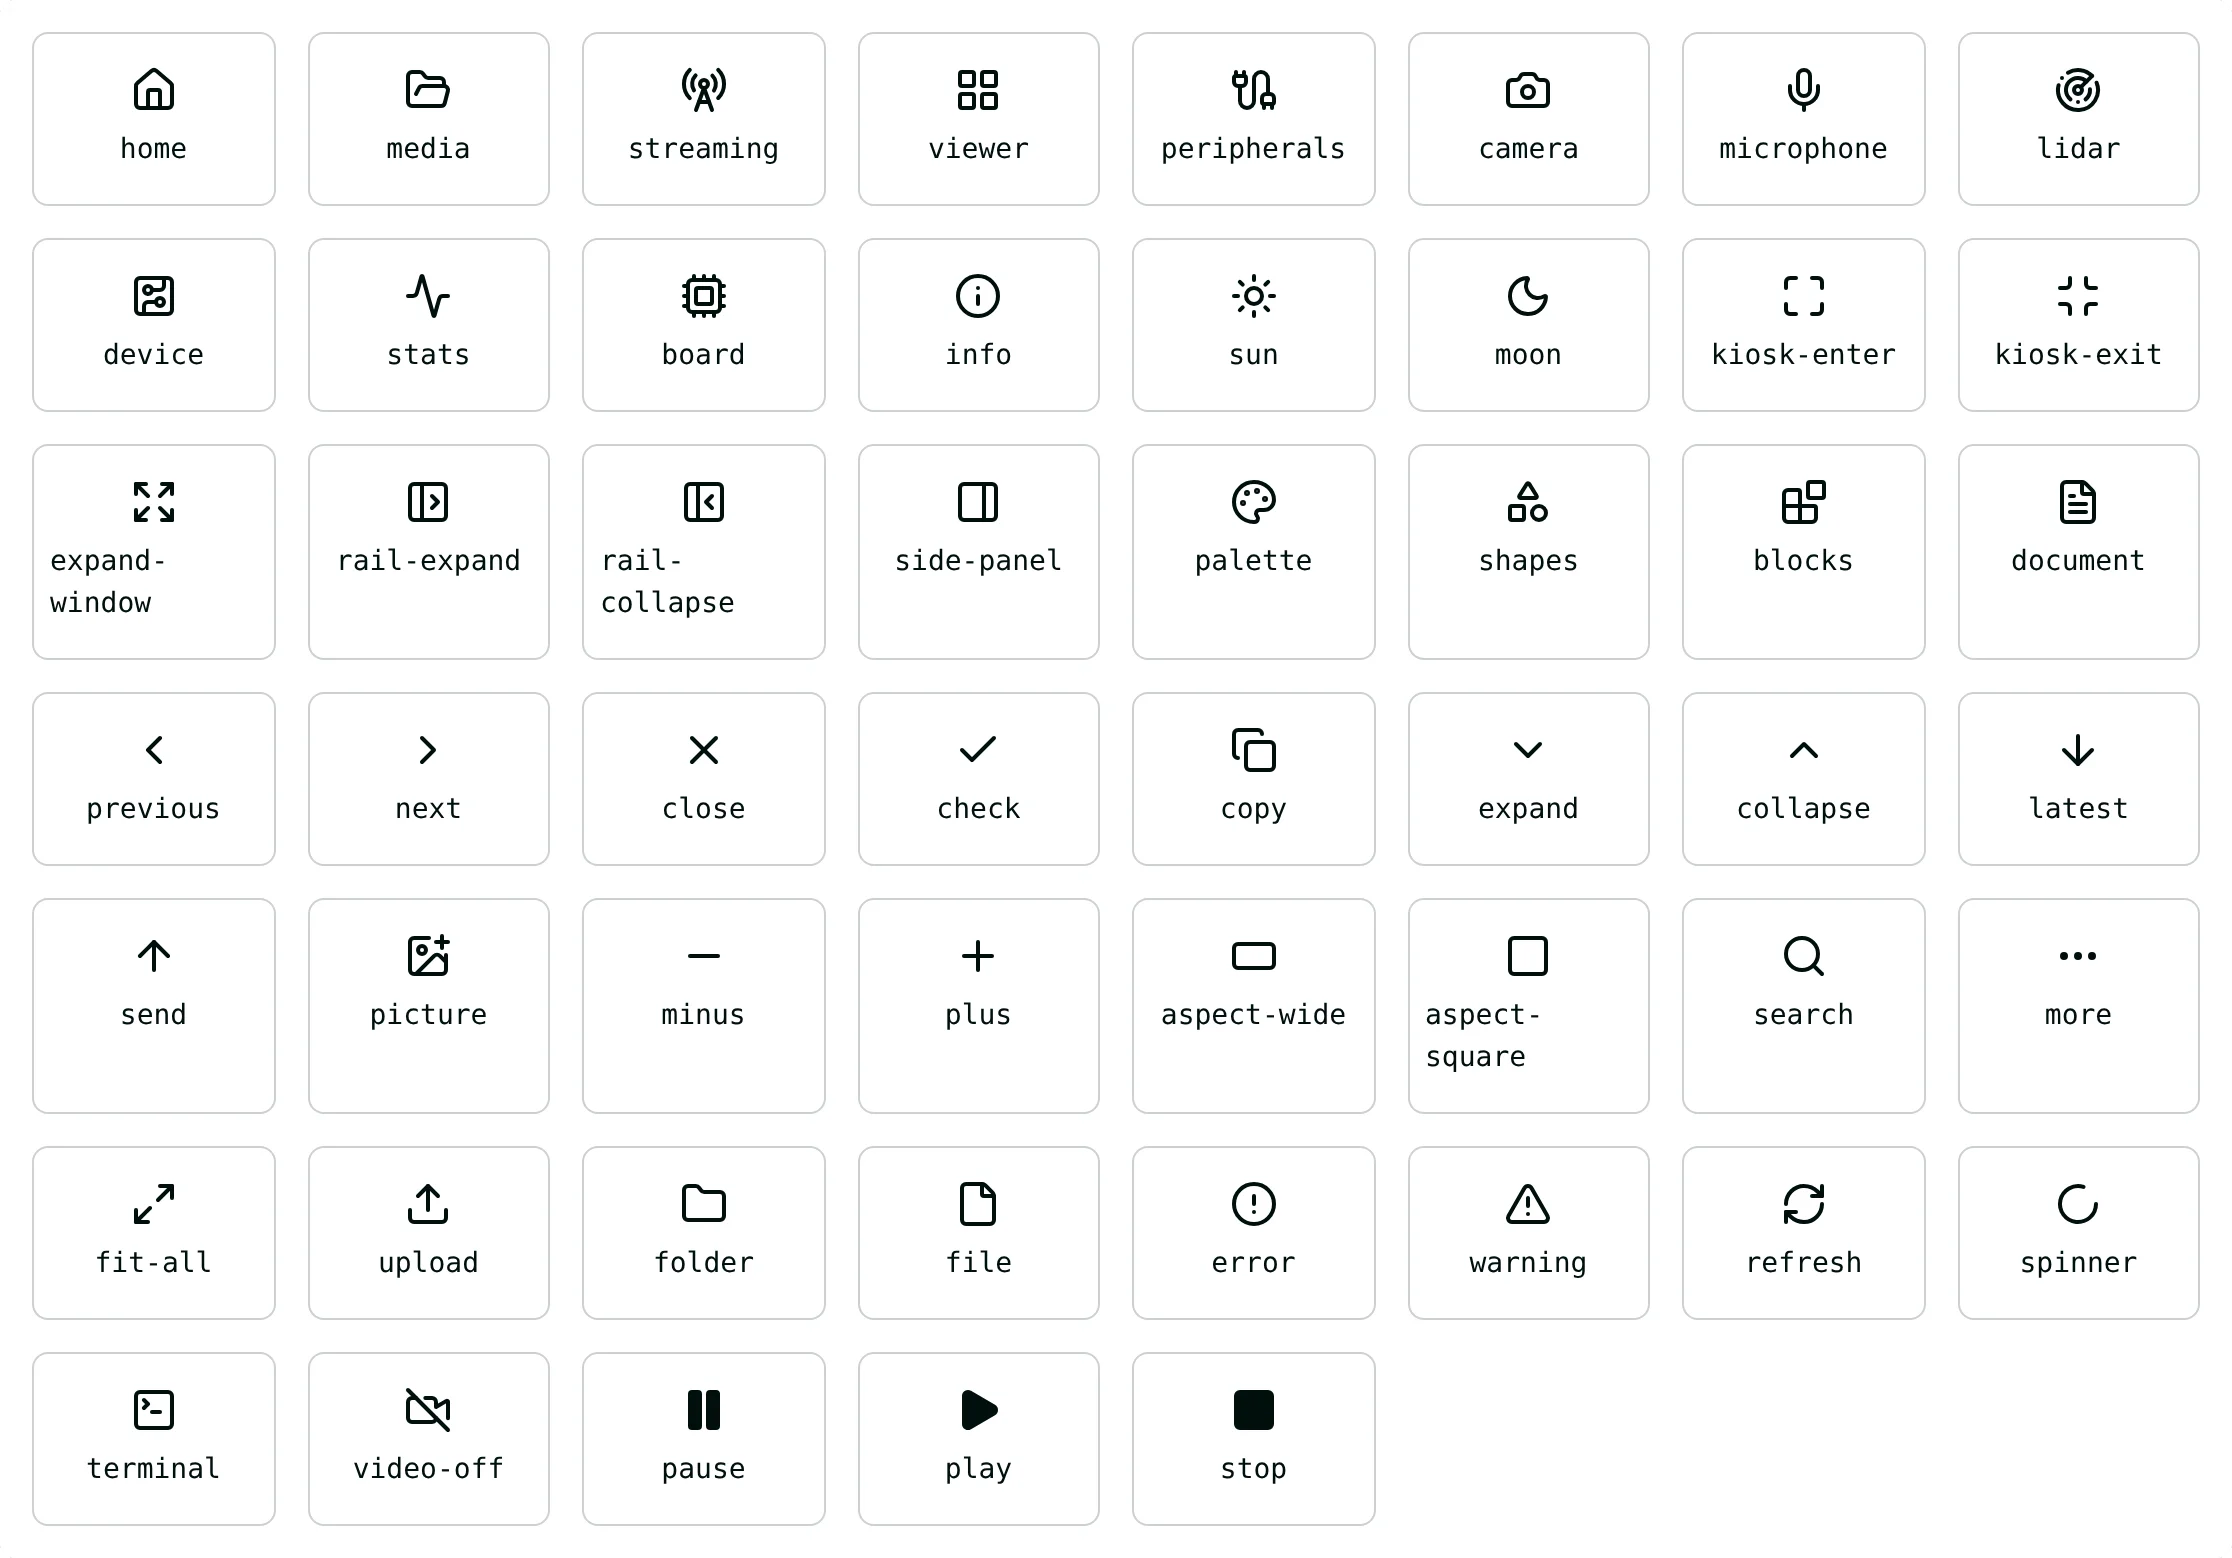 home
media
streaming
viewer
peripherals
camera
microphone
lidar
device
stats
board
info
sun
moon
kiosk-enter
kiosk-exit
expand-
window
rail-expand
rail-
collapse
side-panel
palette
shapes
blocks
document
previous
next
close
check
copy
expand
collapse
latest
send
picture
minus
plus
aspect-wide
aspect-
square
search
more
fit-all
upload
folder
file
error
warning
refresh
spinner
terminal
video-off
pause
play
stop